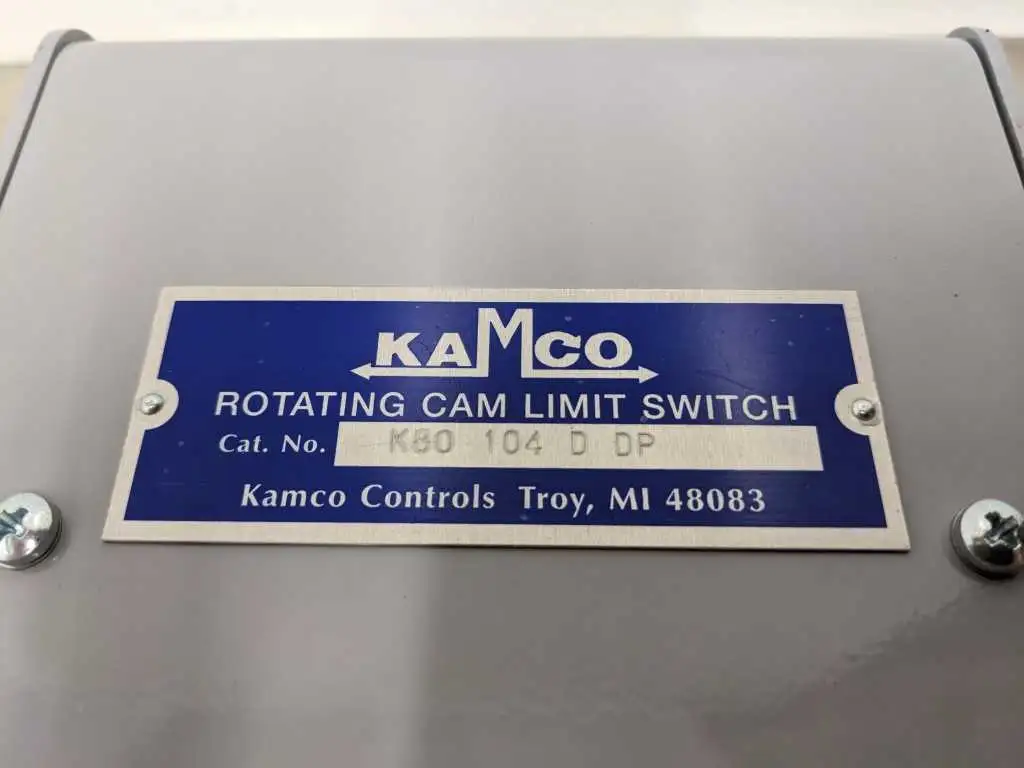 KAMCO
ROTATING CAM LIMIT SWITCH
Cat. No. K80 104 D DP
Kamco Controls Troy, MI 48083